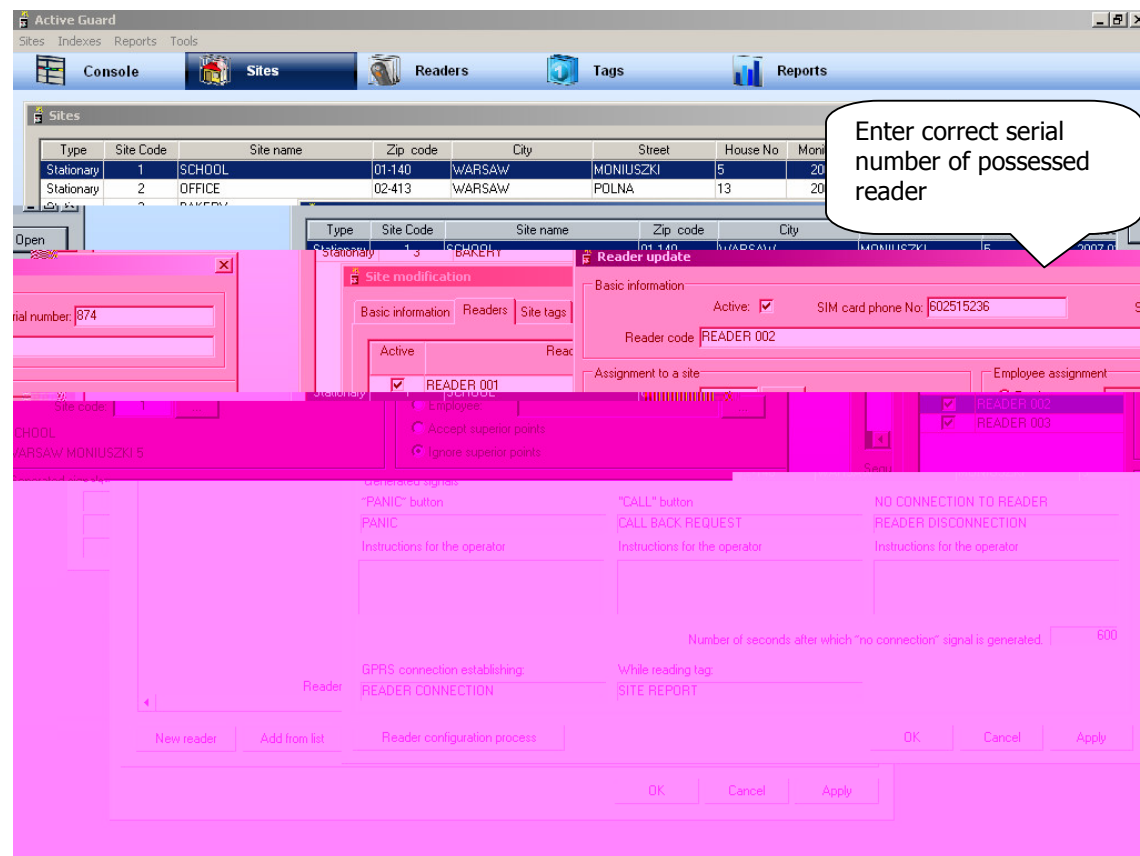 Active Guard
Sites Indexes Reports Tools
Console Sites Readers Tags Reports
Sites
Enter correct serial
number of possessed
reader
Type Site Code Site name Zip code City Street House No
Stationary 1 SCHOOL 01-140 WARSAW MONIUSZKI 5
Stationary 2 OFFICE 02-413 WARSAW POLNA 13
Open
Type Site Code Site name Zip code City
Stationary 3 BAKERY
Reader update
Site modification
Basic information
Active: SIM card phone No: 602515236
874
Basic information Readers Site tags
Reader code READER 002
Active
Assignment to a site Employee assignment
READER 001
Site code: 1 ... Employee: ... READER 002
Accept superior points READER 003
SCHOOL
WARSAW MONIUSZKI 5 Ignore superior points
Generated signals
"PANIC" button "CALL" button NO CONNECTION TO READER
PANIC CALL BACK REQUEST READER DISCONNECTION
Instructions for the operator Instructions for the operator Instructions for the operator
Number of seconds after which "no connection" signal is generated. 600
GPRS connection establishing: While reading tag:
Reader READER CONNECTION SITE REPORT
New reader Add from list Reader configuration process OK Cancel Apply
OK Cancel Apply